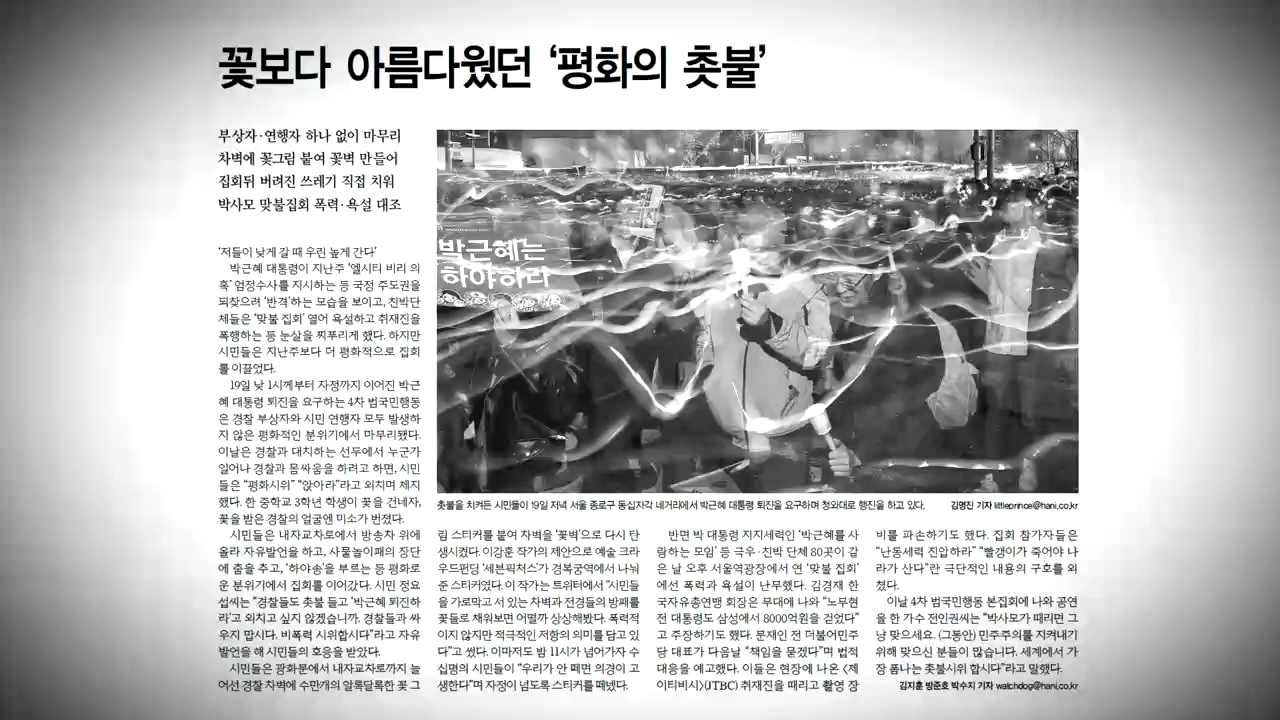 꽃보다 아름다웠던 ‘평화의 촛불’
부상자·연행자 하나 없이 마무리
차벽에 꽃그림 붙여 꽃벽 만들어
집회뒤 버려진 쓰레기 직접 치워
박사모 맞불집회 폭력·욕설 대조
‘저들이 낮게 갈 때 우린 높게 간다’
박근혜 대통령이 지난주 ‘엘시티 비리 의
혹’ 엄정수사를 지시하는 등 국정 주도권을
되찾으려 ‘반격’하는 모습을 보이고, 친박단
체들은 ‘맞불 집회’ 열어 욕설하고 취재진을
폭행하는 등 눈살을 찌푸리게 했다. 하지만
시민들은 지난주보다 더 평화적으로 집회
를 이끌었다.
19일 낮 1시께부터 자정까지 이어진 박근
혜 대통령 퇴진을 요구하는 4차 범국민행동
은 경찰 부상자와 시민 연행자 모두 발생하
지 않은 평화적인 분위기에서 마무리됐다.
이날은 경찰과 대치하는 선두에서 누군가
일어나 경찰과 몸싸움을 하려고 하면, 시민
들은 “평화시위” “앉아라”라고 외치며 제지
했다. 한 중학교 3학년 학생이 꽃을 건네자,
꽃을 받은 경찰의 얼굴엔 미소가 번졌다.
시민들은 내자교차로에서 방송차 위에
올라 자유발언을 하고, 사물놀이패의 장단
에 춤을 추고, ‘하야송’을 부르는 등 평화로
운 분위기에서 집회를 이어갔다. 시민 정요
섭씨는 “경찰들도 촛불 들고 ‘박근혜 퇴진하
라’고 외치고 싶지 않겠습니까. 경찰들과 싸
우지 맙시다. 비폭력 시위합시다”라고 자유
발언을 해 시민들의 호응을 받았다.
시민들은 광화문에서 내자교차로까지 늘
어선 경찰 차벽에 수만개의 알록달록한 꽃 그
박근혜는
하야하라
촛불을 치켜든 시민들이 19일 저녁 서울 종로구 동십자각 네거리에서 박근혜 대통령 퇴진을 요구하며 청와대로 행진을 하고 있다. 김명진 기자 littleprince@hani.co.kr
림 스티커를 붙여 차벽을 ‘꽃벽’으로 다시 탄
생시켰다. 이강훈 작가의 제안으로 예술 크라
우드펀딩 ‘세븐픽처스’가 경복궁역에서 나눠
준 스티커였다. 이 작가는 트위터에서 “시민들
을 가로막고 서 있는 차벽과 전경들의 방패를
꽃들로 채워보면 어떨까 상상해봤다. 폭력적
이지 않지만 적극적인 저항의 의미를 담고 있
다”고 썼다. 이마저도 밤 11시가 넘어가자 수
십명의 시민들이 “우리가 안 떼면 의경이 고
생한다”며 자정이 넘도록 스티커를 떼냈다.
반면 박 대통령 지지세력인 ‘박근혜를 사
랑하는 모임’ 등 극우·친박 단체 80곳이 같
은 날 오후 서울역광장에서 연 ‘맞불 집회’
에선 폭력과 욕설이 난무했다. 김경재 한
국자유총연맹 회장은 부대에 나와 “노무현
전 대통령도 삼성에서 8000억원을 걷었다”
고 주장하기도 했다. 문재인 전 더불어민주
당 대표가 다음날 “책임을 묻겠다”며 법적
대응을 예고했다. 이들은 현장에 나온 〈제
이티비시〉(JTBC) 취재진을 때리고 촬영 장
비를 파손하기도 했다. 집회 참가자들은
“난동세력 진압하라” “빨갱이가 죽어야 나
라가 산다”란 극단적인 내용의 구호를 외
쳤다.
이날 4차 범국민행동 본집회에 나와 공연
을 한 가수 전인권씨는 “박사모가 때리면 그
냥 맞으세요. (그동안) 민주주의를 지켜내기
위해 맞으신 분들이 많습니다. 세계에서 가
장 폼나는 촛불시위 합시다”라고 말했다.
김지훈 방준호 박수지 기자 watchdog@hani.co.kr